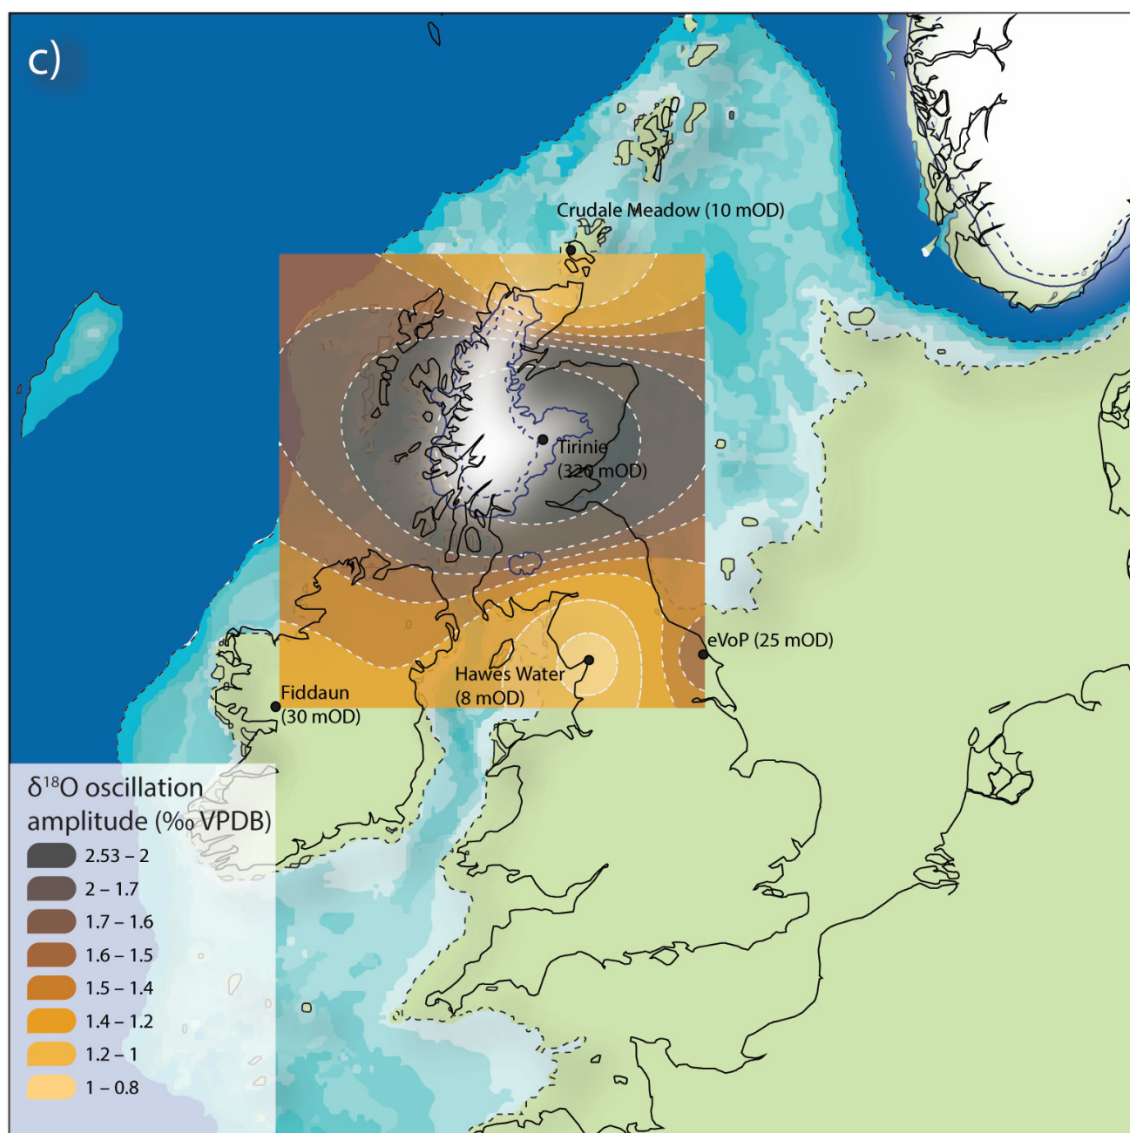 c)
Crudale Meadow (10 mOD)
Tirinie
(320 mOD)
eVoP (25 mOD)
Hawes Water
(8 mOD)
Fiddaun
(30 mOD)
δ¹⁸O oscillation
amplitude (‰ VPDB)
2.53 – 2
2 – 1.7
1.7 – 1.6
1.6 – 1.5
1.5 – 1.4
1.4 – 1.2
1.2 – 1
1 – 0.8